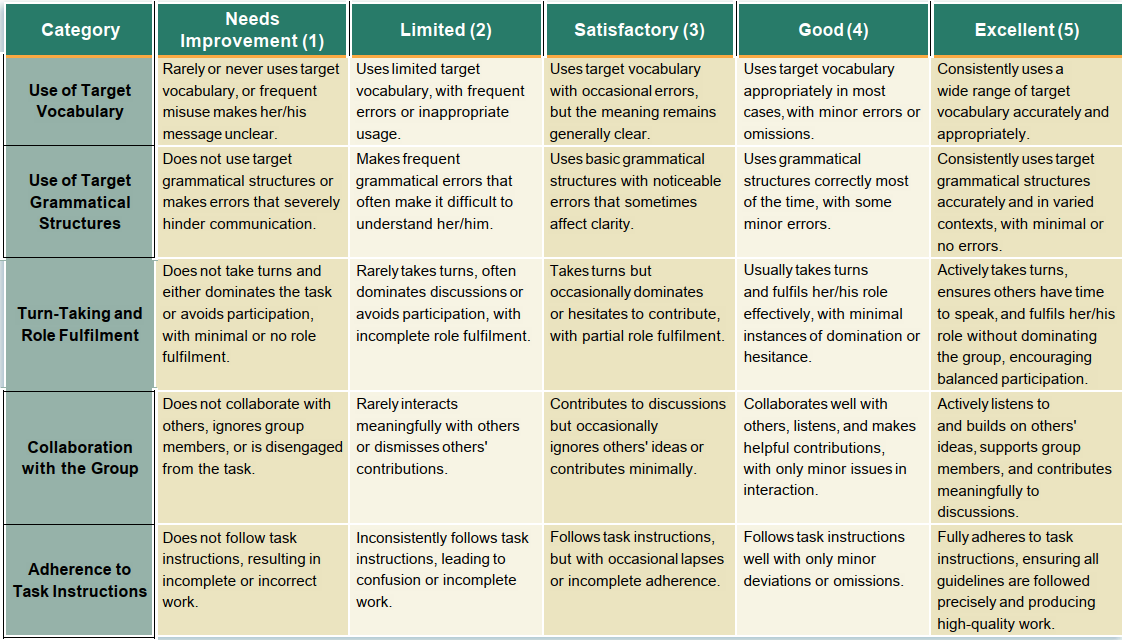 Category
Needs
Improvement (1)
Limited (2)
Satisfactory (3)
Good (4)
Excellent (5)
Use of Target
Vocabulary
Rarely or never uses target
vocabulary, or frequent
misuse makes her/his
message unclear.
Uses limited target
vocabulary, with frequent
errors or inappropriate
usage.
Uses target vocabulary
with occasional errors,
but the meaning remains
generally clear.
Uses target vocabulary
appropriately in most
cases, with minor errors or
omissions.
Consistently uses a
wide range of target
vocabulary accurately and
appropriately.
Use of Target
Grammatical
Structures
Does not use target
grammatical structures or
makes errors that severely
hinder communication.
Makes frequent
grammatical errors that
often make it difficult to
understand her/him.
Uses basic grammatical
structures with noticeable
errors that sometimes
affect clarity.
Uses grammatical
structures correctly most
of the time, with some
minor errors.
Consistently uses target
grammatical structures
accurately and in varied
contexts, with minimal or
no errors.
Turn-Taking and
Role Fulfilment
Does not take turns and
either dominates the task
or avoids participation,
with minimal or no role
fulfilment.
Rarely takes turns, often
dominates discussions or
avoids participation, with
incomplete role fulfilment.
Takes turns but
occasionally dominates
or hesitates to contribute,
with partial role fulfilment.
Usually takes turns
and fulfils her/his role
effectively, with minimal
instances of domination or
hesitance.
Actively takes turns,
ensures others have time
to speak, and fulfils her/his
role without dominating
the group, encouraging
balanced participation.
Collaboration
with the Group
Does not collaborate with
others, ignores group
members, or is disengaged
from the task.
Rarely interacts
meaningfully with others
or dismisses others'
contributions.
Contributes to discussions
but occasionally
ignores others' ideas or
contributes minimally.
Collaborates well with
others, listens, and makes
helpful contributions,
with only minor issues in
interaction.
Actively listens to
and builds on others'
ideas, supports group
members, and contributes
meaningfully to
discussions.
Adherence to
Task Instructions
Does not follow task
instructions, resulting in
incomplete or incorrect
work.
Inconsistently follows task
instructions, leading to
confusion or incomplete
work.
Follows task instructions,
but with occasional lapses
or incomplete adherence.
Follows task instructions
well with only minor
deviations or omissions.
Fully adheres to task
instructions, ensuring all
guidelines are followed
precisely and producing
high-quality work.